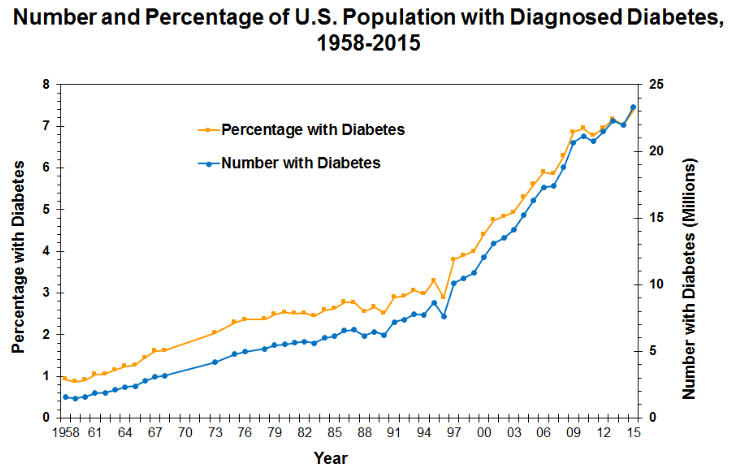 Number and Percentage of U.S. Population with Diagnosed Diabetes,
1958-2015
8
7
6
5
4
3
2
1
0
Percentage with Diabetes
Percentage with Diabetes
Number with Diabetes
25
20
15
10
5
0
Number with Diabetes (Millions)
1958 61 64 67 70 73 76 79 82 85 88 91 94 97 00 03 06 09 12 15
Year